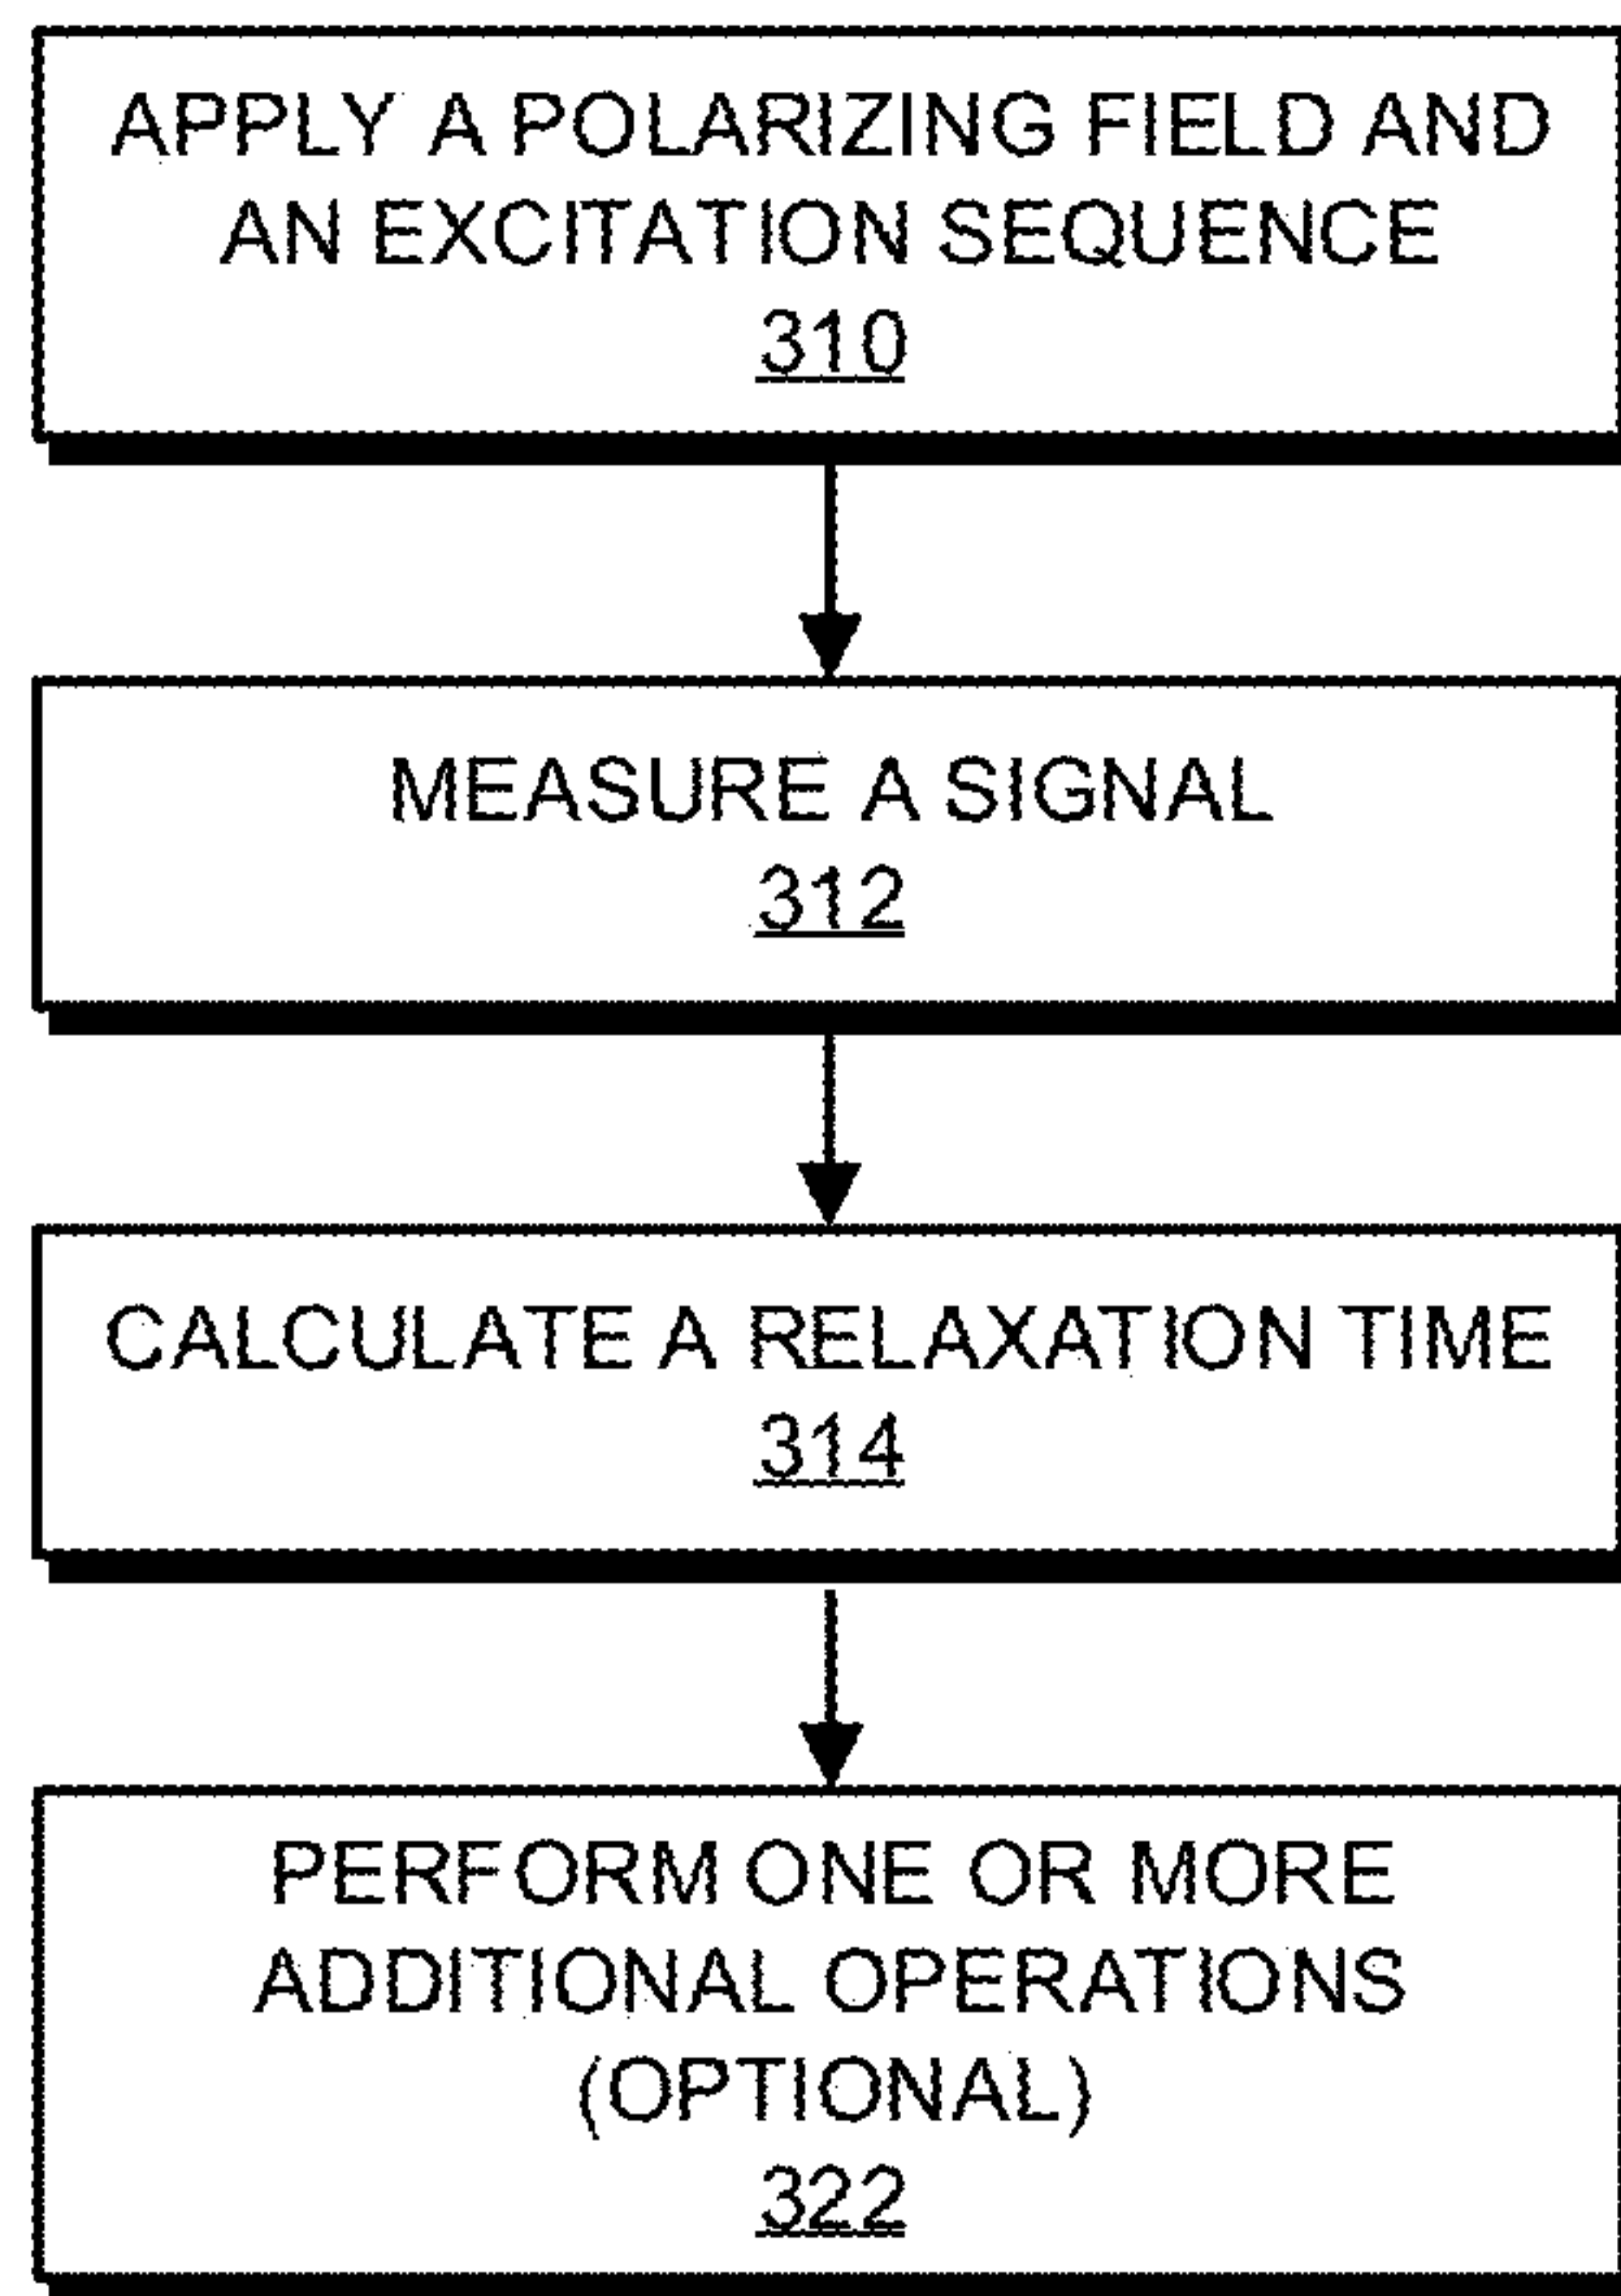 APPLY A POLARIZING FIELD AND
AN EXCITATION SEQUENCE
310
MEASURE A SIGNAL
312
CALCULATE A RELAXATION TIME
314
PERFORM ONE OR MORE
ADDITIONAL OPERATIONS
(OPTIONAL)
322